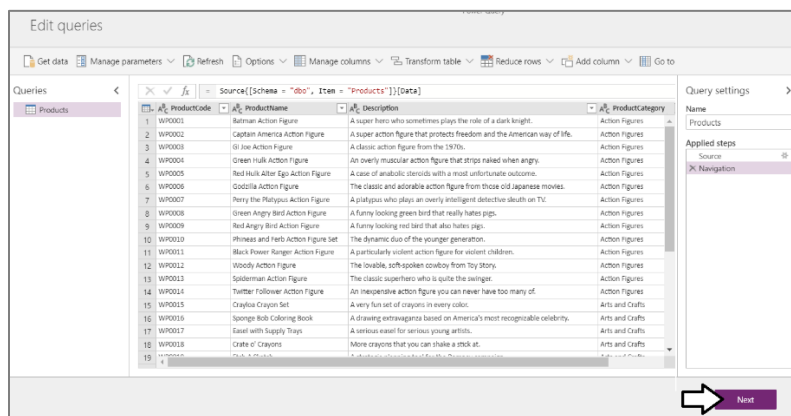 Power Query
Edit queries
Get data Manage parameters Refresh Options Manage columns Transform table Reduce rows Add column Go to
Queries
Products
fx = Source{[Schema = "dbo", Item = "Products"]}[Data]
ProductCode ProductName Description ProductCategory
1 WP0001 Batman Action Figure A super hero who sometimes plays the role of a dark knight. Action Figures
2 WP0002 Captain America Action Figure A super action figure that protects freedom and the American way of life. Action Figures
3 WP0003 GI Joe Action Figure A classic action figure from the 1970s. Action Figures
4 WP0004 Green Hulk Action Figure An overly muscular action figure that strips naked when angry. Action Figures
5 WP0005 Red Hulk Alter Ego Action Figure A case of anabolic steroids with a most unfortunate outcome. Action Figures
6 WP0006 Godzilla Action Figure The classic and adorable action figure from those old Japanese movies. Action Figures
7 WP0007 Perry the Platypus Action Figure A platypus who plays an overly intelligent detective sleuth on TV. Action Figures
8 WP0008 Green Angry Bird Action Figure A funny looking green bird that really hates pigs. Action Figures
9 WP0009 Red Angry Bird Action Figure A funny looking red bird that also hates pigs. Action Figures
10 WP0010 Phineas and Ferb Action Figure Set The dynamic duo of the younger generation. Action Figures
11 WP0011 Black Power Ranger Action Figure A particularly violent action figure for violent children. Action Figures
12 WP0012 Woody Action Figure The lovable, soft-spoken cowboy from Toy Story. Action Figures
13 WP0013 Spiderman Action Figure The classic superhero who is quite the swinger. Action Figures
14 WP0014 Twitter Follower Action Figure An inexpensive action figure you can never have too many of. Action Figures
15 WP0015 Crayloa Crayon Set A very fun set of crayons in every color. Arts and Crafts
16 WP0016 Sponge Bob Coloring Book A drawing extravaganza based on America's most recognizable celebrity. Arts and Crafts
17 WP0017 Easel with Supply Trays A serious easel for serious young artists. Arts and Crafts
18 WP0018 Crate o' Crayons More crayons that you can shake a stick at. Arts and Crafts
19
Query settings
Name
Products
Applied steps
Source
Navigation
Next